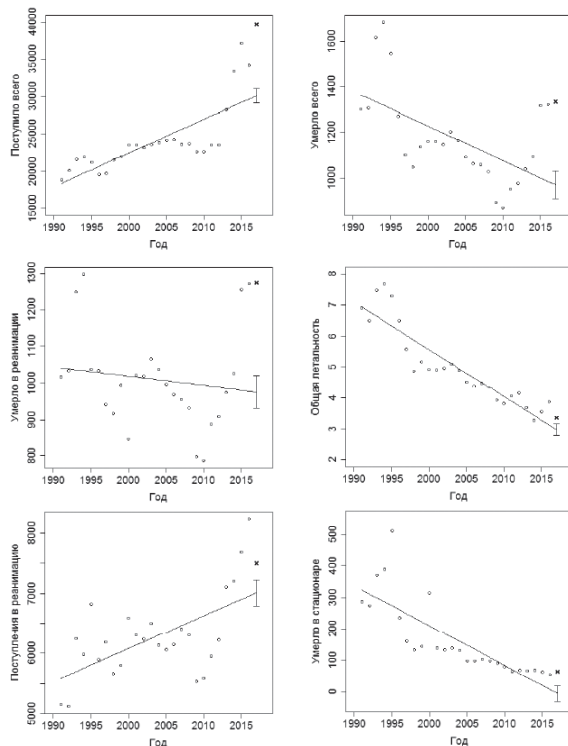 Поступило всего
15000 20000 25000 30000 35000 40000
1990 1995 2000 2005 2010 2015
Год
Умерло всего
1000 1200 1400 1600
1990 1995 2000 2005 2010 2015
Год
Умерло в реанимации
800 900 1000 1100 1200 1300
1990 1995 2000 2005 2010 2015
Год
Общая летальность
2 3 4 5 6 7 8
1990 1995 2000 2005 2010 2015
Год
Поступления в реанимацию
5000 6000 7000 8000
1990 1995 2000 2005 2010 2015
Год
Умерло в стационаре
0 100 200 300 400 500
1990 1995 2000 2005 2010 2015
Год